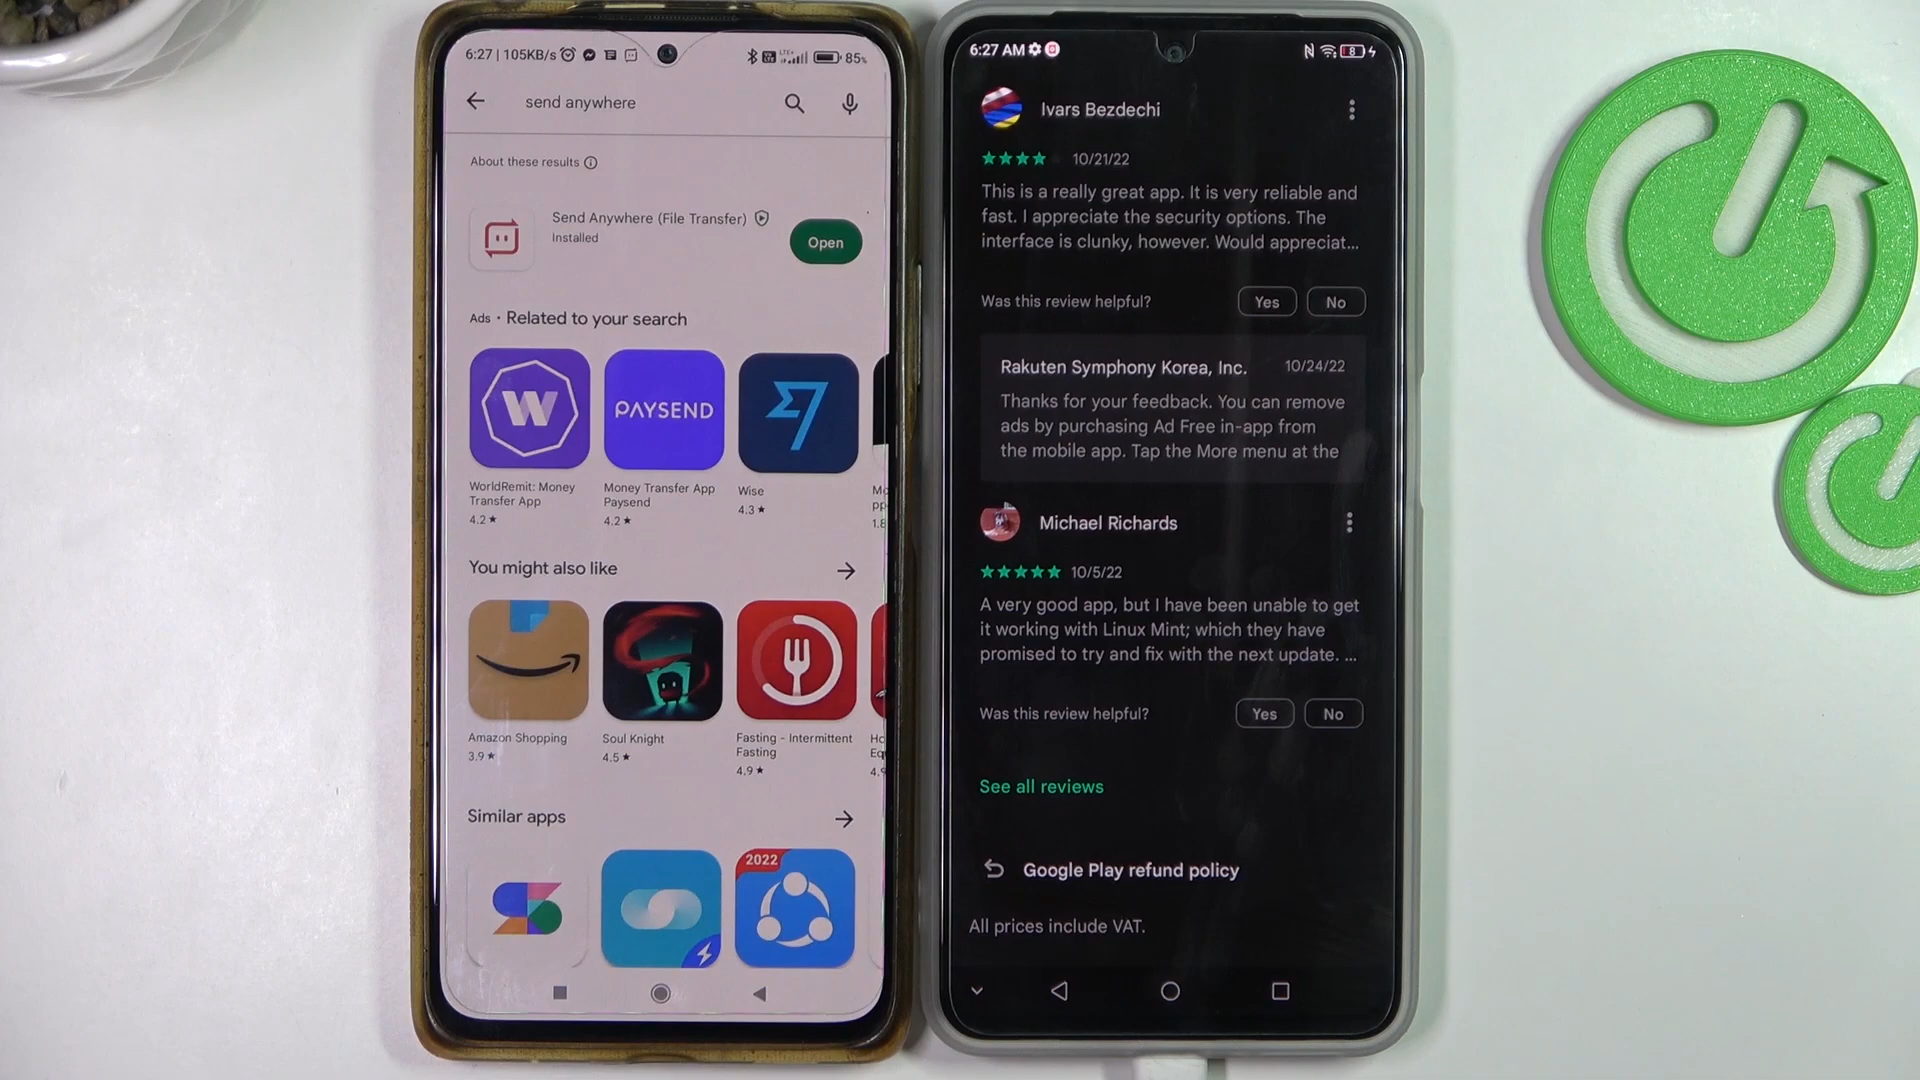 6:27 | 105KB/s
85%
send anywhere
About these results
Send Anywhere (File Transfer)
Installed
Open
Ads • Related to your search
W
PAYSEND
WorldRemit: Money
Transfer App
4.2★
Money Transfer App
Paysend
4.2★
Wise
4.3★
You might also like
Amazon Shopping
3.9★
Soul Knight
4.5★
Fasting - Intermittent
Fasting
4.9★
Similar apps
2022
6:27 AM
8
Ivars Bezdechi
10/21/22
This is a really great app. It is very reliable and
fast. I appreciate the security options. The
interface is clunky, however. Would appreciat...
Was this review helpful?
Yes
No
Rakuten Symphony Korea, Inc.
10/24/22
Thanks for your feedback. You can remove
ads by purchasing Ad Free in-app from
the mobile app. Tap the More menu at the
Michael Richards
10/5/22
A very good app, but I have been unable to get
it working with Linux Mint; which they have
promised to try and fix with the next update. ...
Was this review helpful?
Yes
No
See all reviews
Google Play refund policy
All prices include VAT.